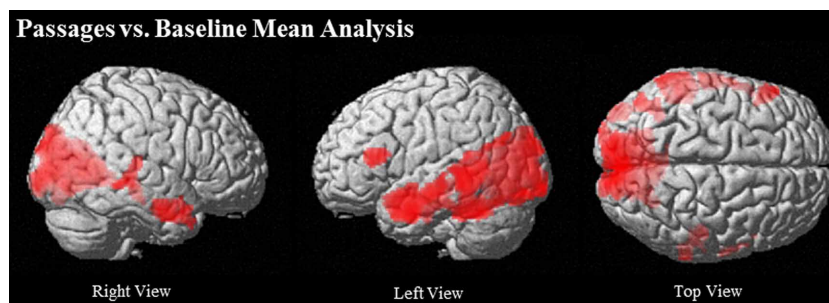 Passages vs. Baseline Mean Analysis
Right View
Left View
Top View